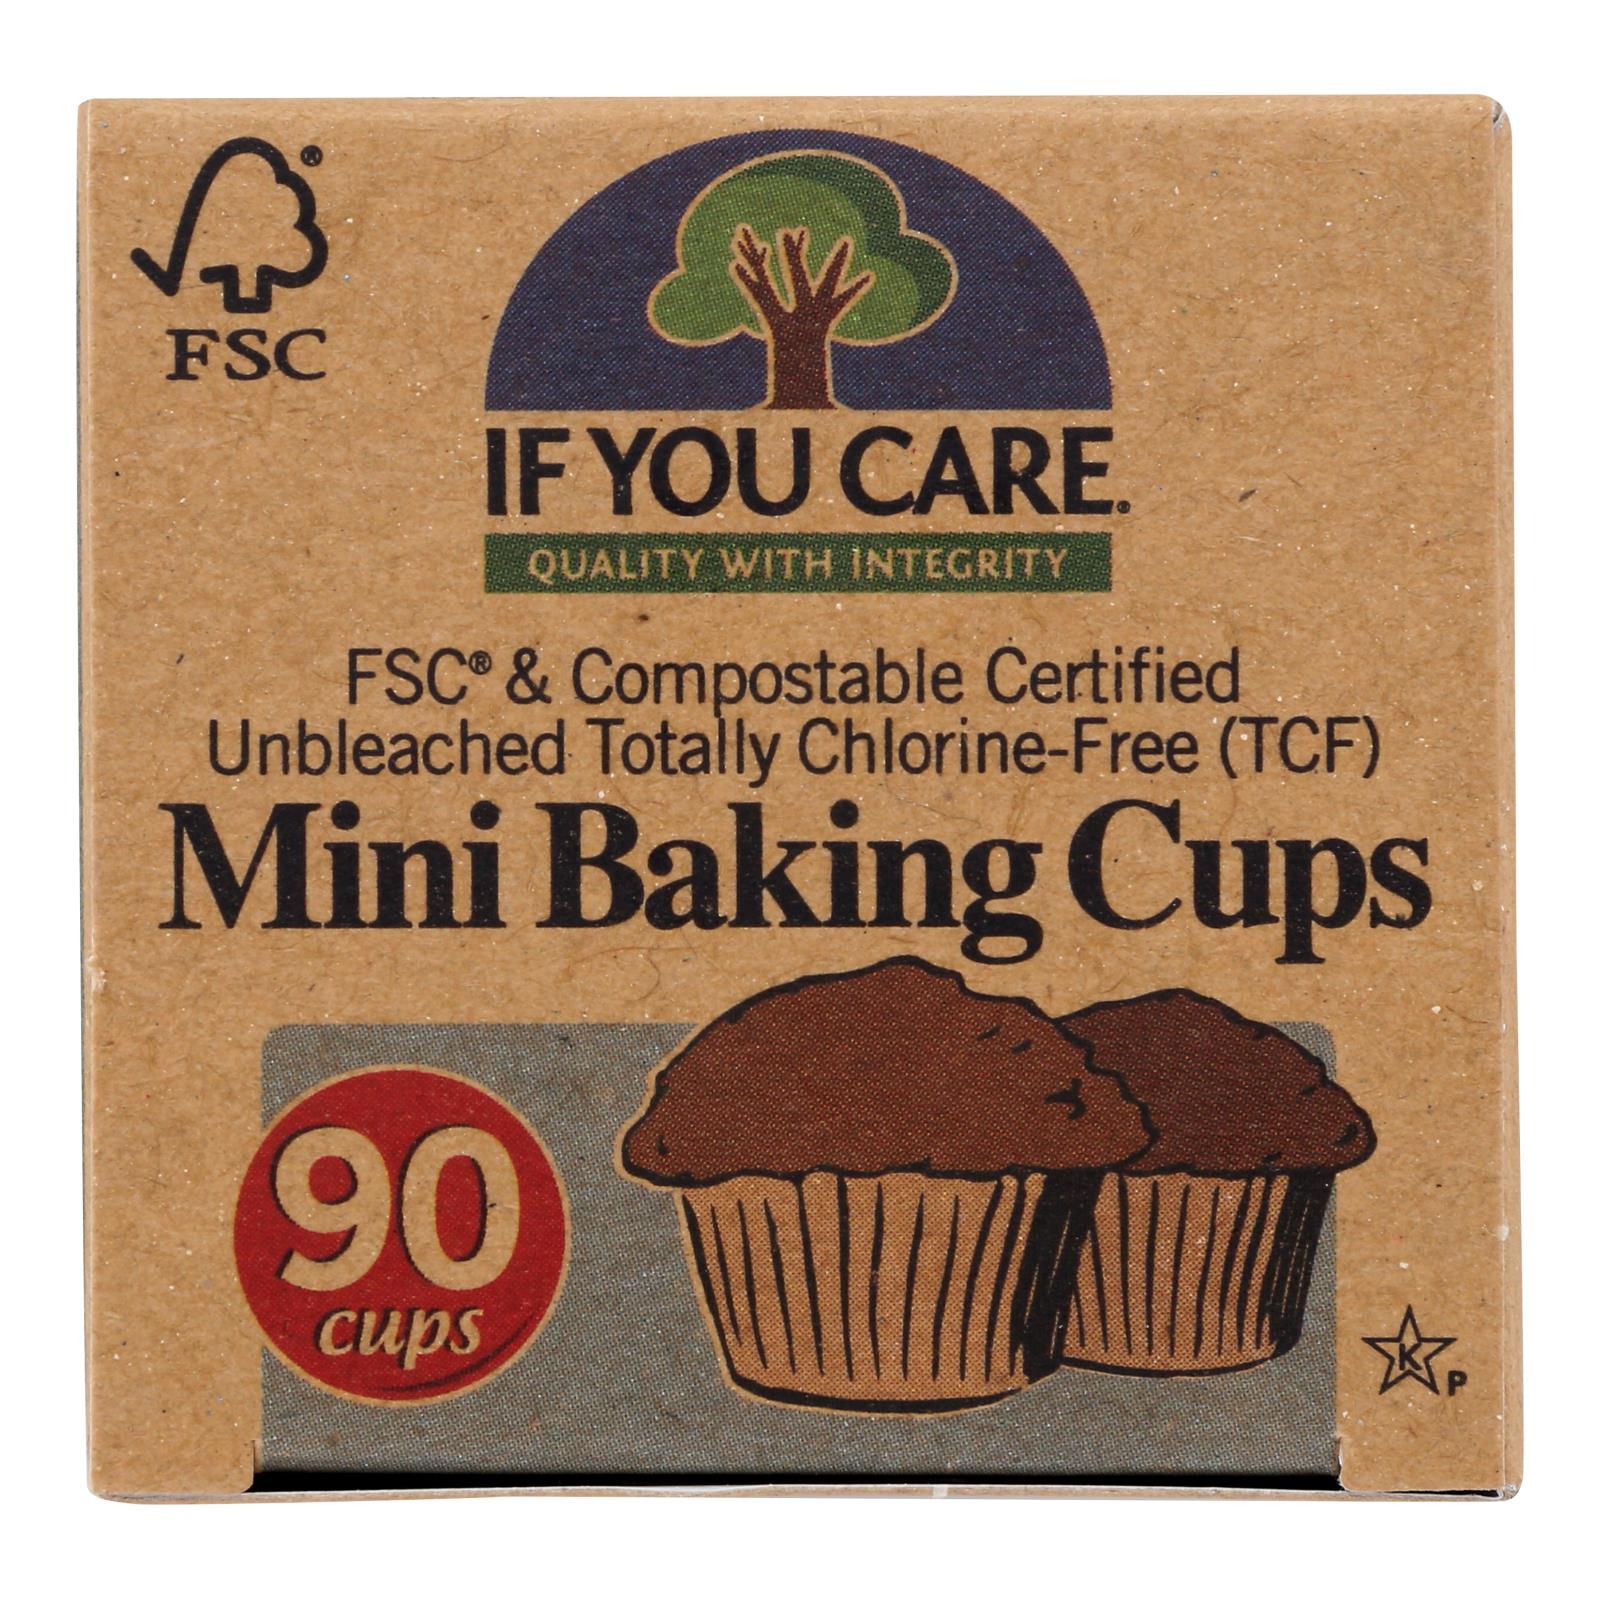 ®
FSC
IF YOU CARE®
QUALITY WITH INTEGRITY
FSC® & Compostable Certified
Unbleached Totally Chlorine-Free (TCF)
Mini Baking Cups
90
cups
K
P